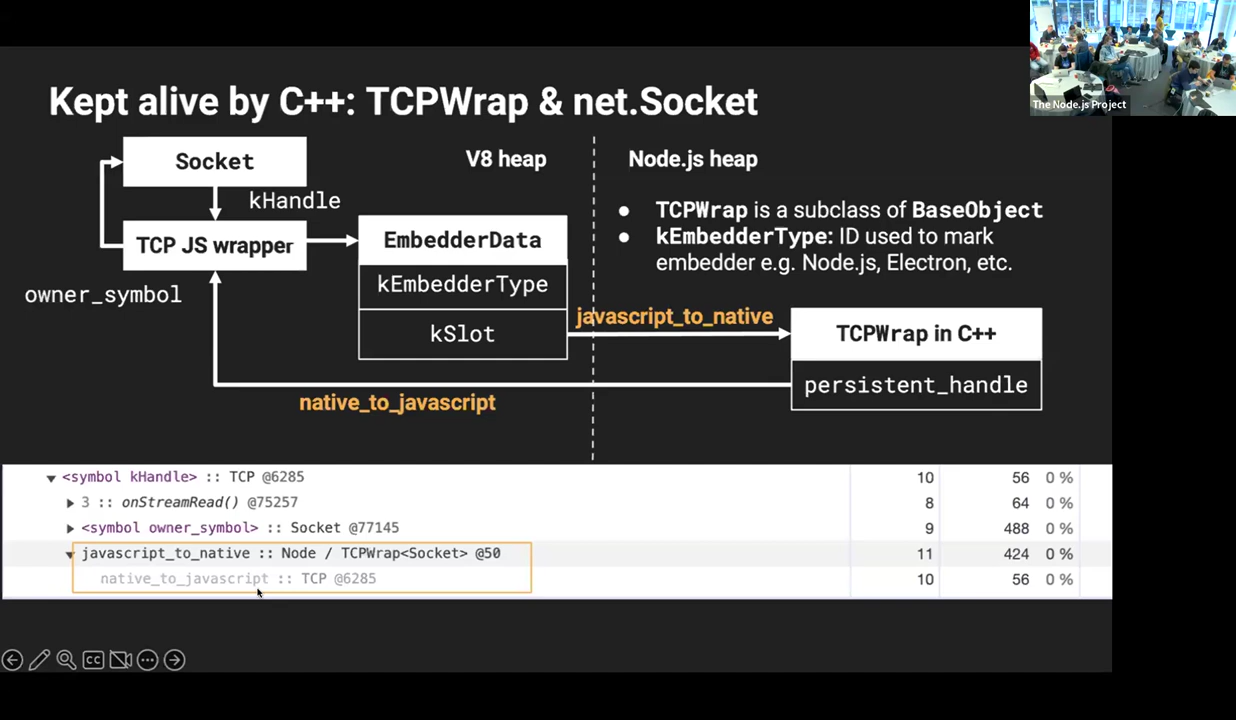 The Node.js Project
Kept alive by C++: TCPWrap & net.Socket
Socket
V8 heap
Node.js heap
kHandle
TCP JS wrapper
EmbedderData
kEmbedderType
kSlot
owner_symbol
● TCPWrap is a subclass of BaseObject
● kEmbedderType: ID used to mark
embedder e.g. Node.js, Electron, etc.
javascript_to_native
TCPWrap in C++
persistent_handle
native_to_javascript
<symbol kHandle> :: TCP @6285 10 56 0 %
3 :: onStreamRead() @75257 8 64 0 %
<symbol owner_symbol> :: Socket @77145 9 488 0 %
javascript_to_native :: Node / TCPWrap<Socket> @50 11 424 0 %
native_to_javascript :: TCP @6285 10 56 0 %
CC